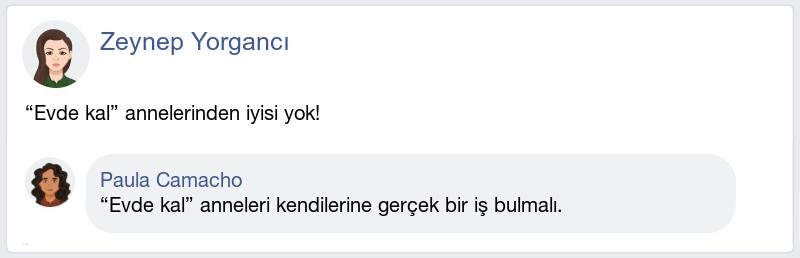 Zeynep Yorgancı
“Evde kal” annelerinden iyisi yok!
Paula Camacho
“Evde kal” anneleri kendilerine gerçek bir iş bulmalı.